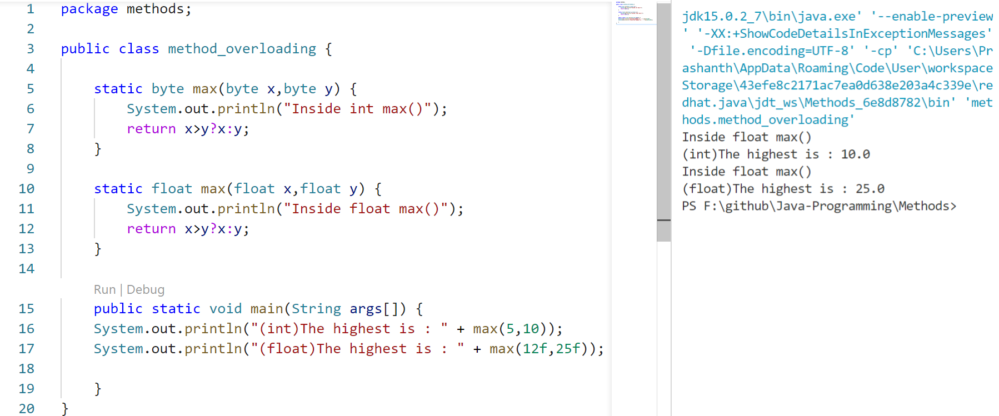 1 package methods;
2
3 public class method_overloading {
4
5 static byte max(byte x,byte y) {
6 System.out.println("Inside int max()");
7 return x>y?x:y;
8 }
9
10 static float max(float x,float y) {
11 System.out.println("Inside float max()");
12 return x>y?x:y;
13 }
14
Run | Debug
15 public static void main(String args[]) {
16 System.out.println("(int)The highest is : " + max(5,10));
17 System.out.println("(float)The highest is : " + max(12f,25f));
18
19 }
20 }
jdk15.0.2_7\bin\java.exe' '--enable-preview
' '-XX:+ShowCodeDetailsInExceptionMessages'
'-Dfile.encoding=UTF-8' '-cp' 'C:\Users\Pr
ashanth\AppData\Roaming\Code\User\workspace
Storage\43efe8c2171ac7ea0d638e203a4c339e\re
dhat.java\jdt_ws\Methods_6e8d8782\bin' 'met
hods.method_overloading'
Inside float max()
(int)The highest is : 10.0
Inside float max()
(float)The highest is : 25.0
PS F:\github\Java-Programming\Methods>